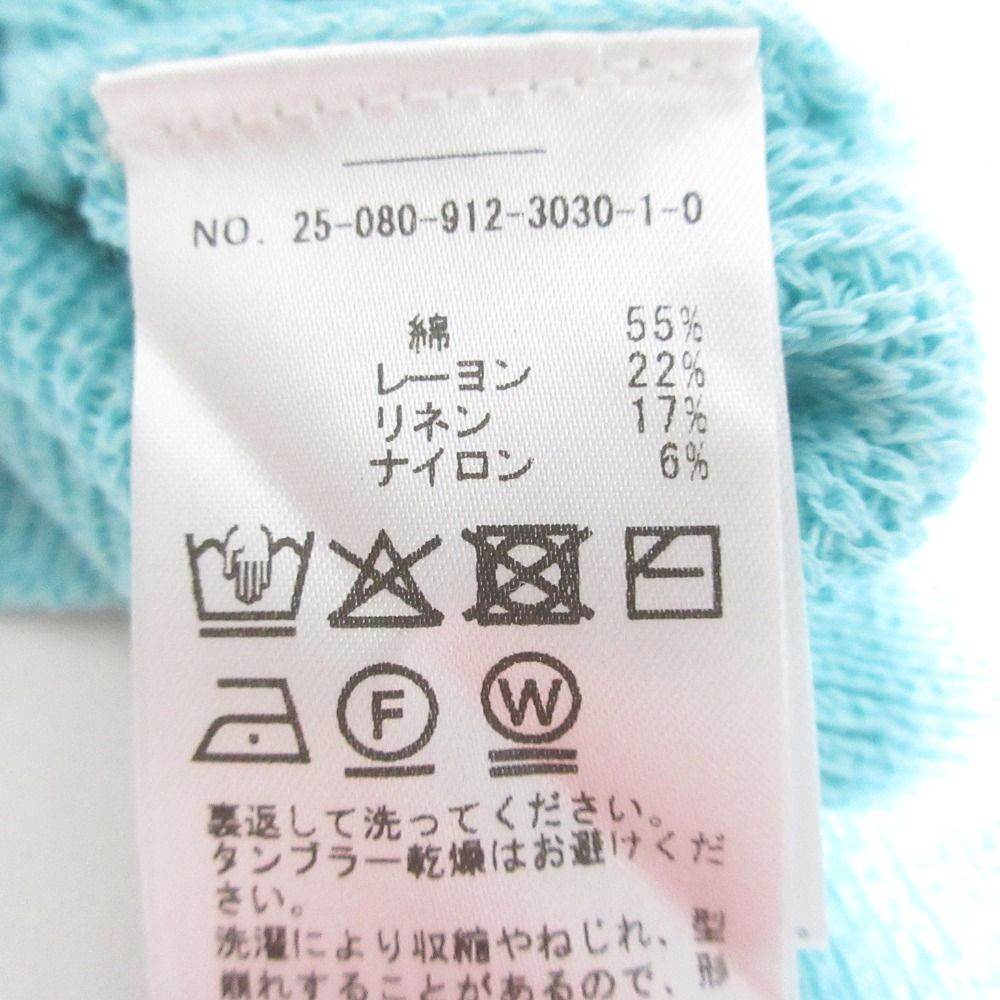 NO. 25-080-912-3030-1-0
綿 55%
レーヨン 22%
リネン 17%
ナイロン 6%
F
W
裏返して洗ってください。
タンブラー乾燥はお避けくだ
さい。
洗濯により収縮やねじれ、型
崩れすることがあるので、形